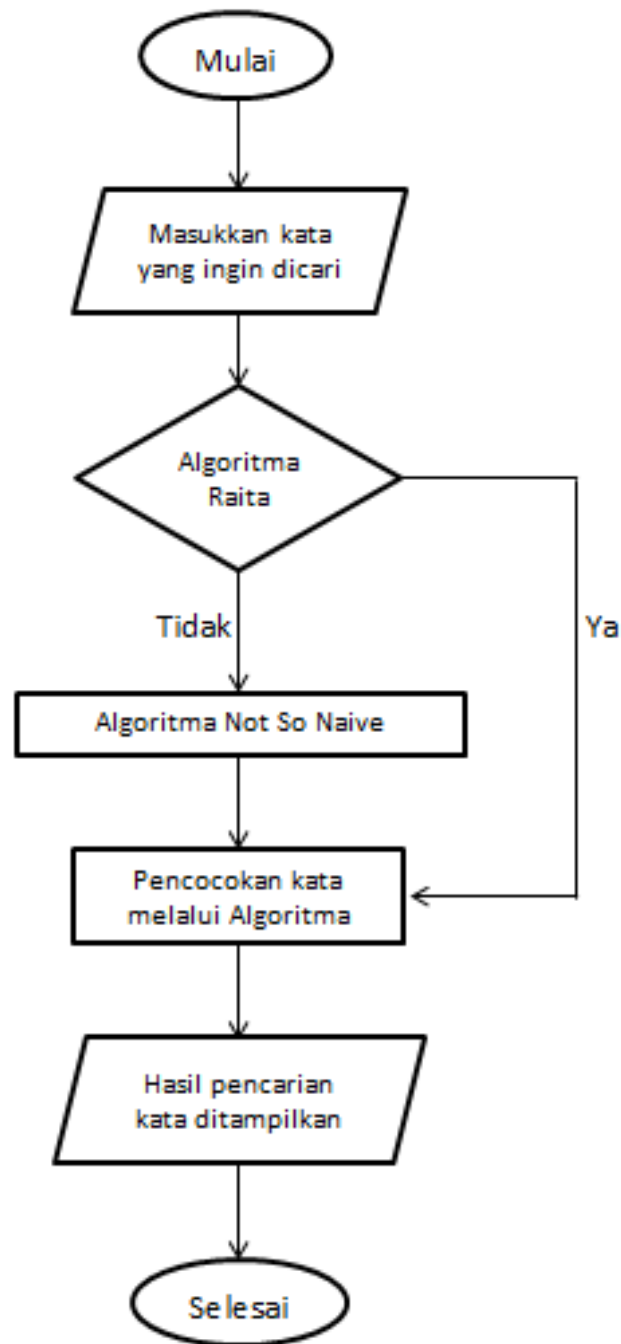 Mulai
Masukkan kata
yang ingin dicari
Algoritma
Raita
Tidak
Ya
Algoritma Not So Naive
Pencocokan kata
melalui Algoritma
Hasil pencarian
kata ditampilkan
Selesai